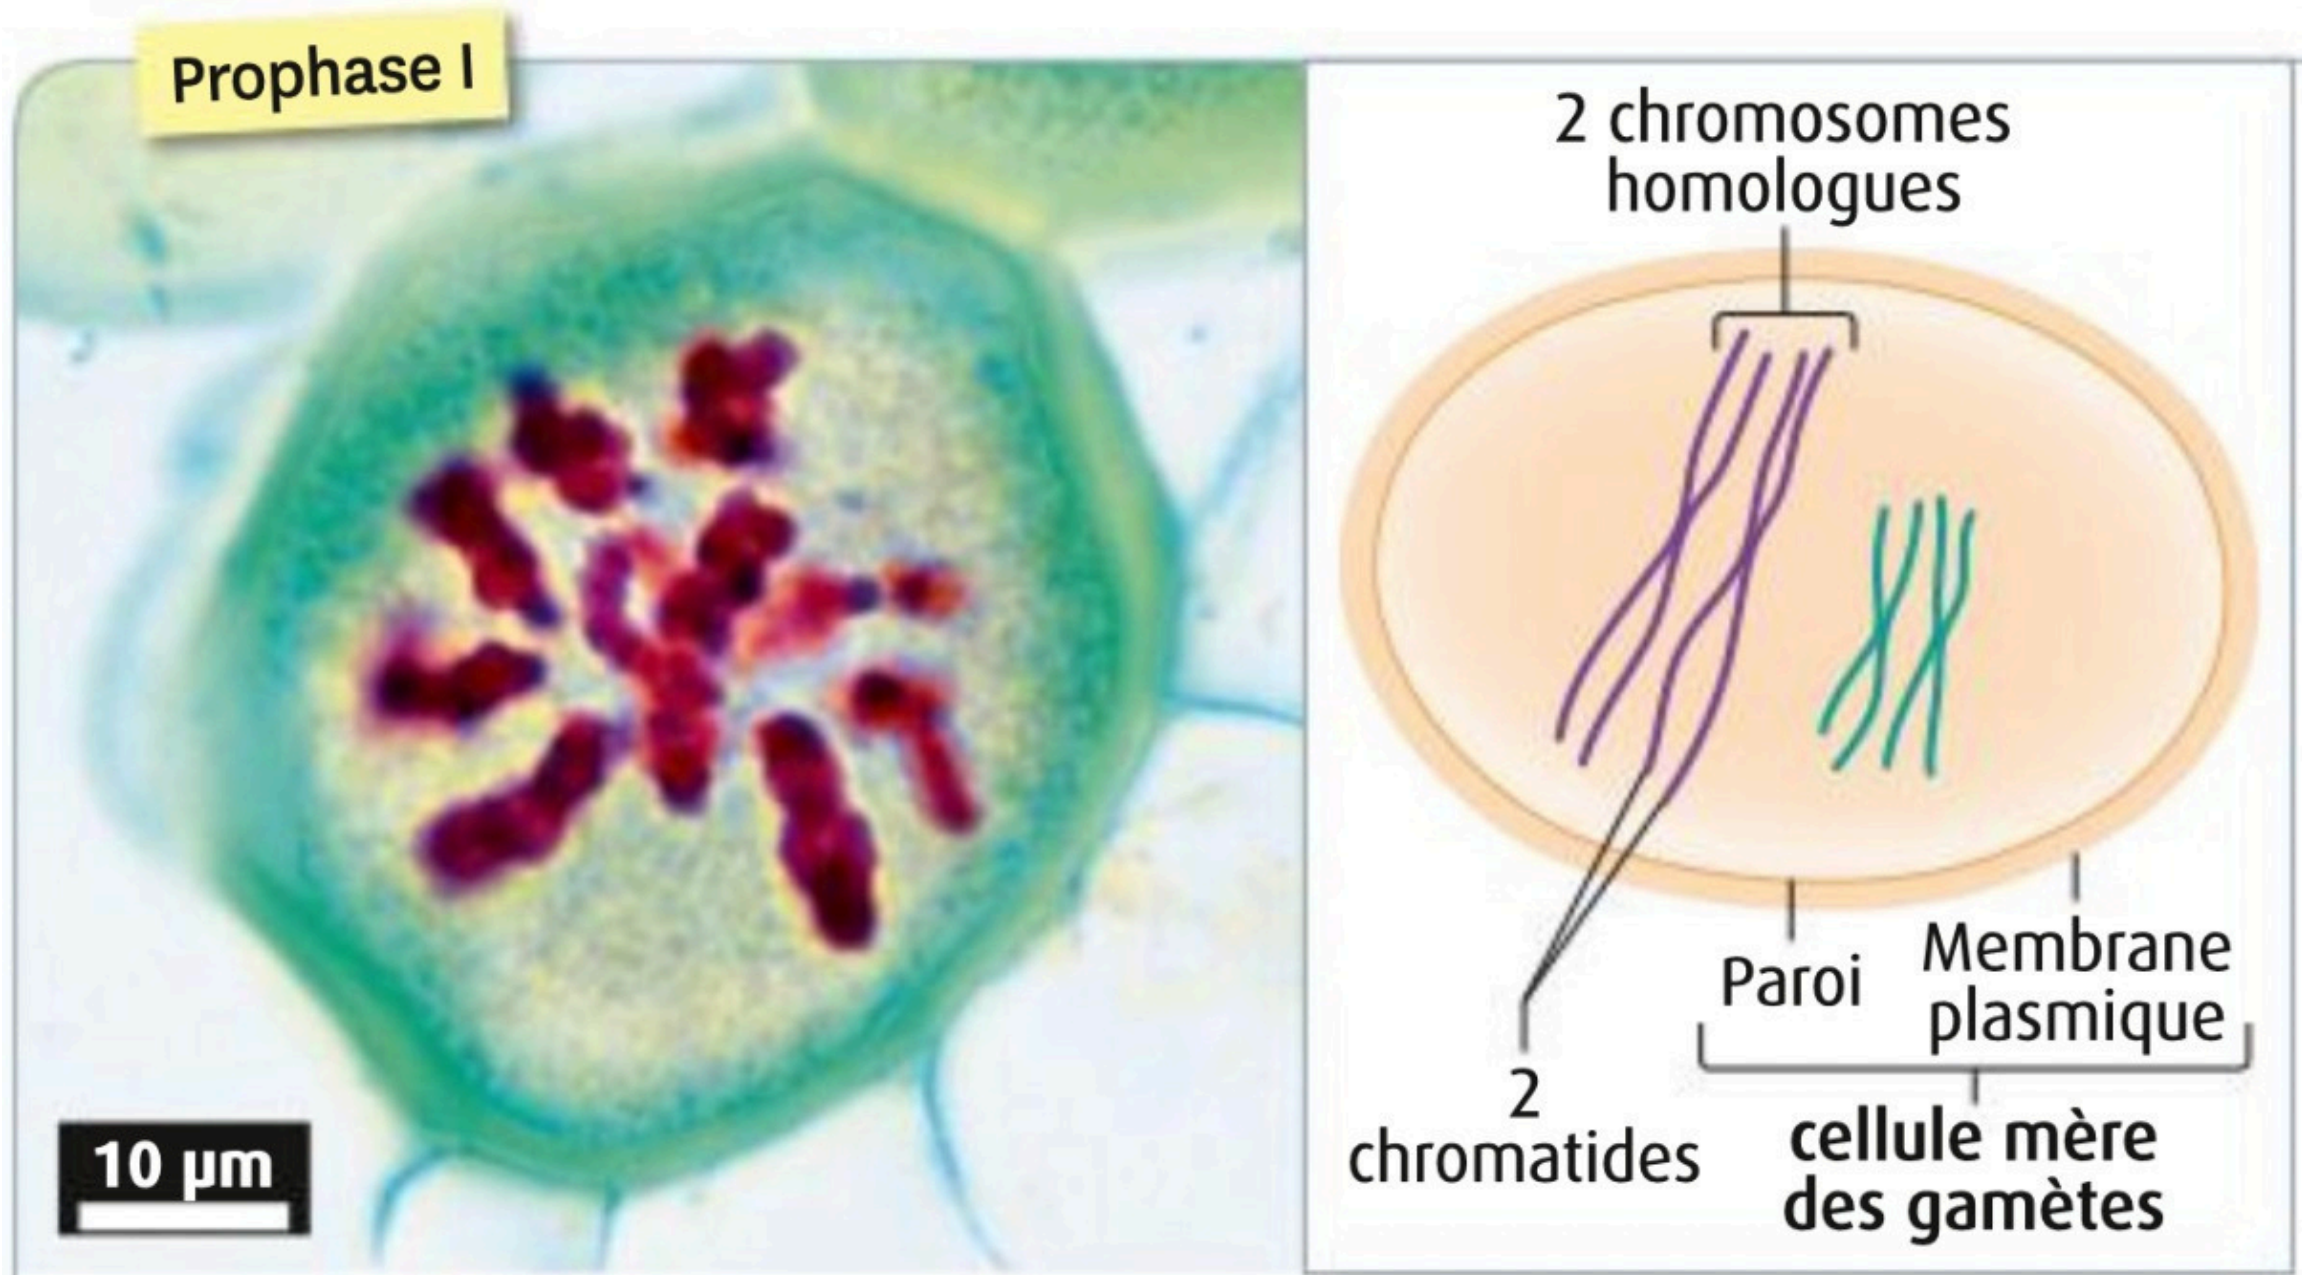 Prophase I
10 µm
2 chromosomes
homologues
Paroi
Membrane
plasmique
2
chromatides
cellule mère
des gamètes